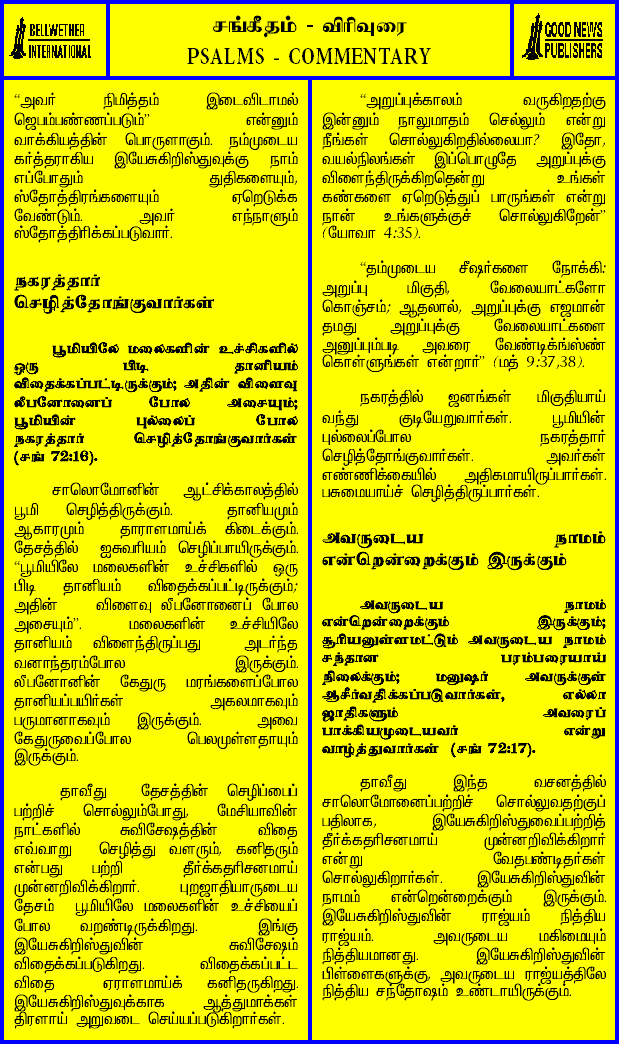 BELLWETHER
INTERNATIONAL
சங்கீதம் - விரிவுரை
PSALMS - COMMENTARY
GOOD NEWS
PUBLISHERS
“அவர் நிமித்தம் இடைவிடாமல்
ஜெபம்பண்ணப்படும்” என்னும்
வாக்கியத்தின் பொருளாகும். நம்முடைய
கர்த்தராகிய இயேசுகிறிஸ்துவுக்கு நாம்
எப்போதும் துதிகளையும்,
ஸ்தோத்திரங்களையும் ஏறெடுக்க
வேண்டும். அவர் எந்நாளும்
ஸ்தோத்திரிக்கப்படுவார்.
நகரத்தார்
செழித்தோங்குவார்கள்
பூமியிலே மலைகளின் உச்சிகளில்
ஒரு பிடி தானியம்
விதைக்கப்பட்டிருக்கும்; அதின் விளைவு
லீபனோனைப் போல அசையும்;
பூமியின் புல்லைப் போல
நகரத்தார் செழித்தோங்குவார்கள்
(சங் 72:16).
சாலொமோனின் ஆட்சிக்காலத்தில்
பூமி செழித்திருக்கும். தானியமும்
ஆகாரமும் தாராளமாய்க் கிடைக்கும்.
தேசத்தில் ஐசுவரியம் செழிப்பாயிருக்கும்.
“பூமியிலே மலைகளின் உச்சிகளில் ஒரு
பிடி தானியம் விதைக்கப்பட்டிருக்கும்;
அதின் விளைவு லீபனோனைப் போல
அசையும்”. மலைகளின் உச்சியிலே
தானியம் விளைந்திருப்பது அடர்ந்த
வனாந்தரம்போல இருக்கும்.
லீபனோனின் கேதுரு மரங்களைப்போல
தானியப்பயிர்கள் அகலமாகவும்
பருமானாகவும் இருக்கும். அவை
கேதுருவைப்போல பெலமுள்ளதாயும்
இருக்கும்.
தாவீது தேசத்தின் செழிப்பைப்
பற்றிச் சொல்லும்போது, மேசியாவின்
நாட்களில் சுவிசேஷத்தின் விதை
எவ்வாறு செழித்து வளரும், கனிதரும்
என்பது பற்றி தீர்க்கதரிசனமாய்
முன்னறிவிக்கிறார். புறஜாதியாருடைய
தேசம் பூமியிலே மலைகளின் உச்சியைப்
போல வறண்டிருக்கிறது. இங்கு
இயேசுகிறிஸ்துவின் சுவிசேஷம்
விதைக்கப்படுகிறது. விதைக்கப்பட்ட
விதை ஏராளமாய்க் கனிதருகிறது.
இயேசுகிறிஸ்துவுக்காக ஆத்துமாக்கள்
திரளாய் அறுவடை செய்யப்படுகிறார்கள்.
“அறுப்புக்காலம் வருகிறதற்கு
இன்னும் நாலுமாதம் செல்லும் என்று
நீங்கள் சொல்லுகிறதில்லையா? இதோ,
வயல்நிலங்கள் இப்பொழுதே அறுப்புக்கு
விளைந்திருக்கிறதென்று உங்கள்
கண்களை ஏறெடுத்துப் பாருங்கள் என்று
நான் உங்களுக்குச் சொல்லுகிறேன்”
(யோவா 4:35).
“தம்முடைய சீஷர்களை நோக்கி:
அறுப்பு மிகுதி, வேலையாட்களோ
கொஞ்சம்; ஆதலால், அறுப்புக்கு எஜமான்
தமது அறுப்புக்கு வேலையாட்களை
அனுப்பும்படி அவரை வேண்டிக்ங்ஸ்ண்
கொள்ளுங்கள் என்றார்” (மத் 9:37,38).
நகரத்தில் ஜனங்கள் மிகுதியாய்
வந்து குடியேறுவார்கள். பூமியின்
புல்லைப்போல நகரத்தார்
செழித்தோங்குவார்கள். அவர்கள்
எண்ணிக்கையில் அதிகமாயிருப்பார்கள்.
பசுமையாய்ச் செழித்திருப்பார்கள்.
அவருடைய நாமம்
என்றென்றைக்கும் இருக்கும்
அவருடைய நாமம்
என்றென்றைக்கும் இருக்கும்;
சூரியனுள்ளமட்டும் அவருடைய நாமம்
சந்தான பரம்பரையாய்
நிலைக்கும்; மனுஷர் அவருக்குள்
ஆசீர்வதிக்கப்படுவார்கள், எல்லா
ஜாதிகளும் அவரைப்
பாக்கியமுடையவர் என்று
வாழ்த்துவார்கள் (சங் 72:17).
தாவீது இந்த வசனத்தில்
சாலொமோனைப்பற்றிச் சொல்லுவதற்குப்
பதிலாக, இயேசுகிறிஸ்துவைப்பற்றித்
தீர்க்கதரிசனமாய் முன்னறிவிக்கிறார்
என்று வேதபண்டிதர்கள்
சொல்லுகிறார்கள். இயேசுகிறிஸ்துவின்
நாமம் என்றென்றைக்கும் இருக்கும்.
இயேசுகிறிஸ்துவின் ராஜ்யம் நித்திய
ராஜ்யம். அவருடைய மகிமையும்
நித்தியமானது. இயேசுகிறிஸ்துவின்
பிள்ளைகளுக்கு, அவருடைய ராஜ்யத்திலே
நித்திய சந்தோஷம் உண்டாயிருக்கும்.